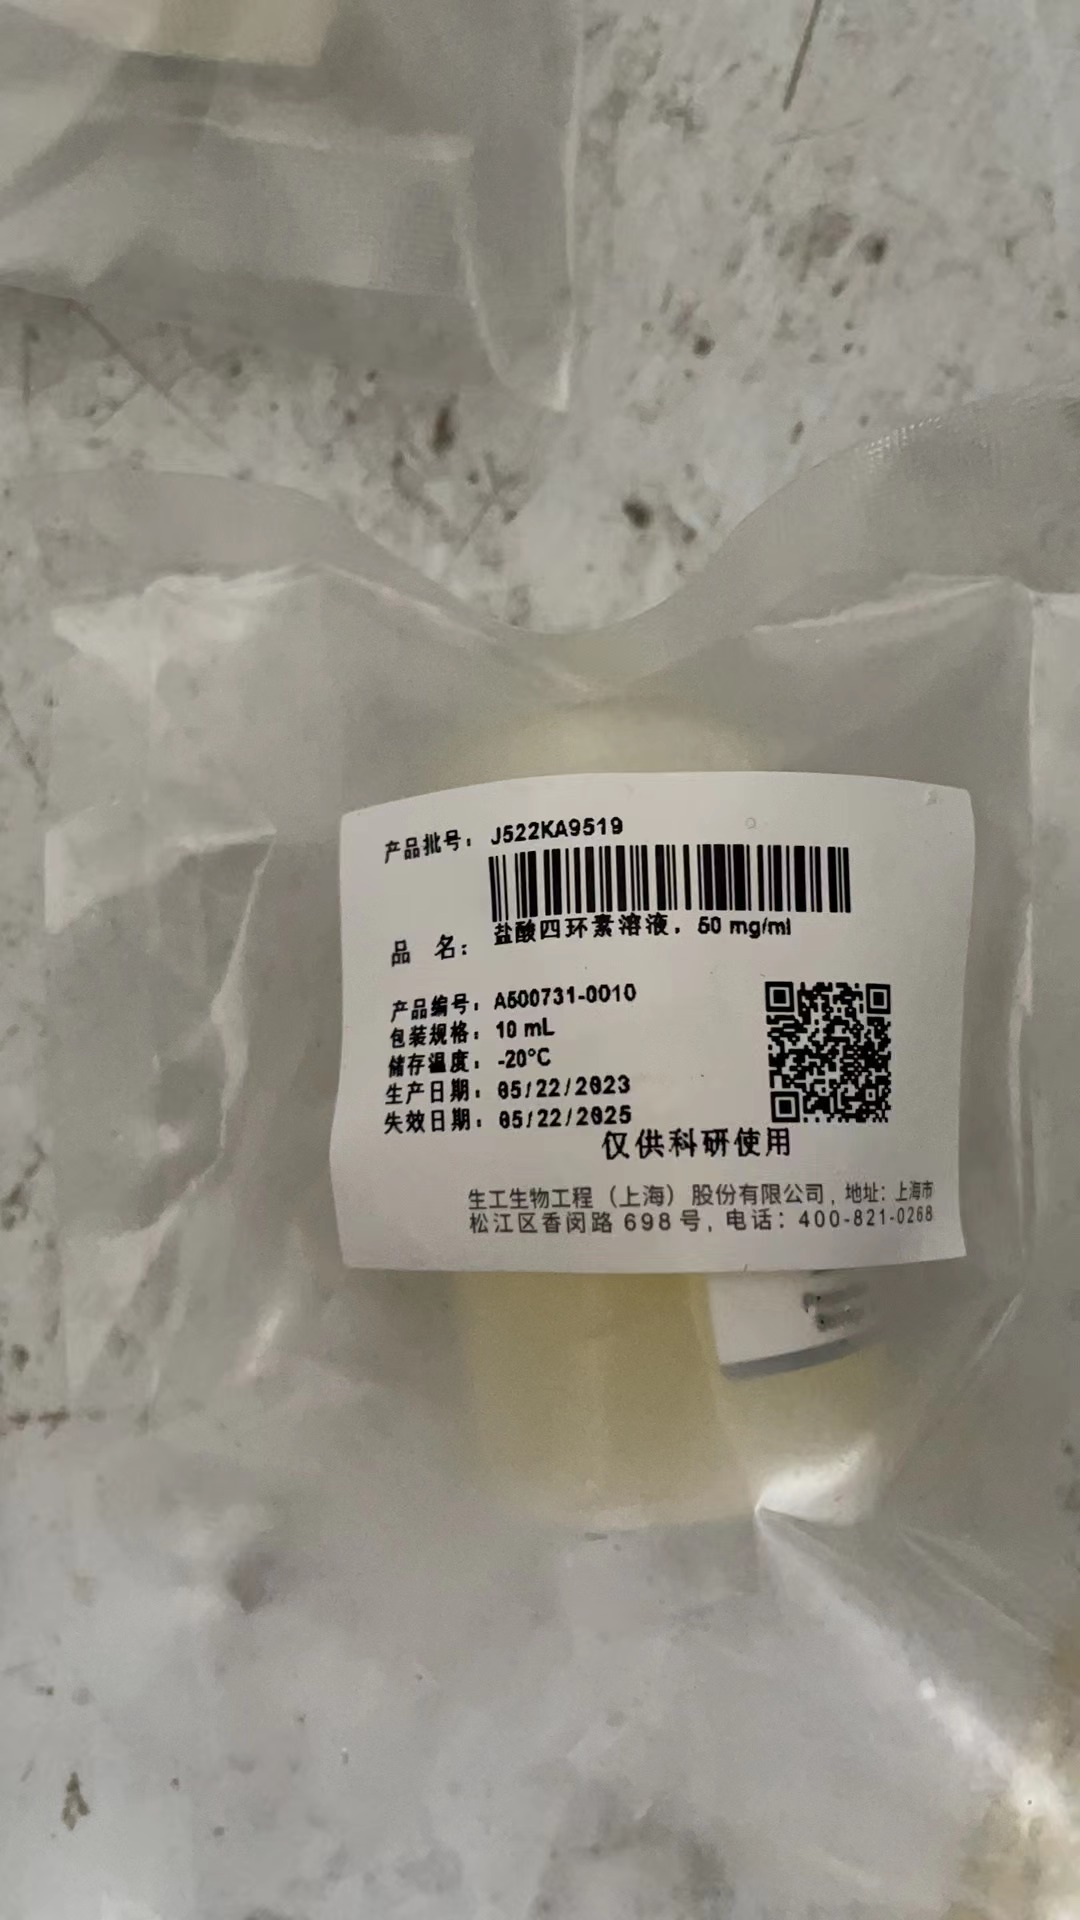 产品批号: J522KA9519
品 名: 盐酸四环素溶液, 50 mg/ml
产品编号: A500731-0010
包装规格: 10 mL
储存温度: -20°C
生产日期: 05/22/2023
失效日期: 05/22/2025
仅供科研使用
生工生物工程（上海）股份有限公司, 地址: 上海市
松江区香闵路 698 号, 电话: 400-821-0268